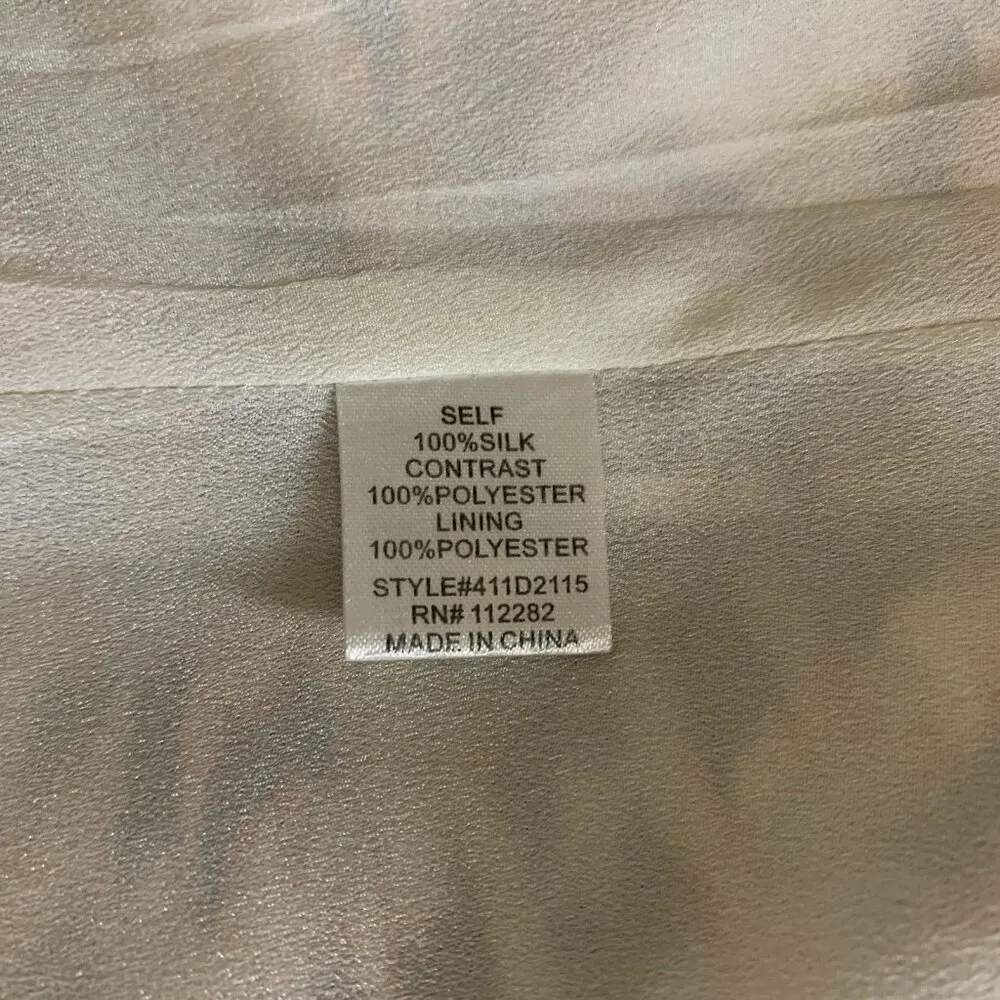 SELF
100%SILK
CONTRAST
100%POLYESTER
LINING
100%POLYESTER
STYLE#411D2115
RN# 112282
MADE IN CHINA